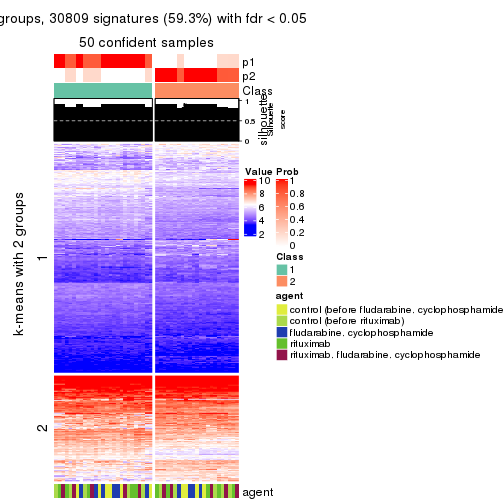 groups, 30809 signatures (59.3%) with fdr < 0.05
50 confident samples
p1
p2
Class
silhouette
Silhouette
score
1
0.5
0
k-means with 2 groups
1
2
Value
10
8
6
4
2
Prob
1
0.8
0.6
0.4
0.2
0
Class
1
2
agent
control (before fludarabine, cyclophosphamide
control (before rituximab)
fludarabine, cyclophosphamide
rituximab
rituximab, fludarabine, cyclophosphamide
agent